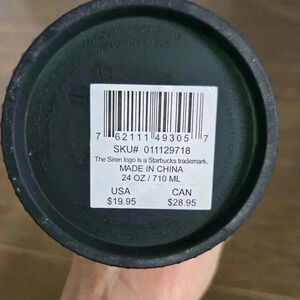 7 62111 49305 7
SKU# 011129718
The Siren logo is a Starbucks trademark.
MADE IN CHINA
24 OZ / 710 ML
USA CAN
$19.95 $28.95